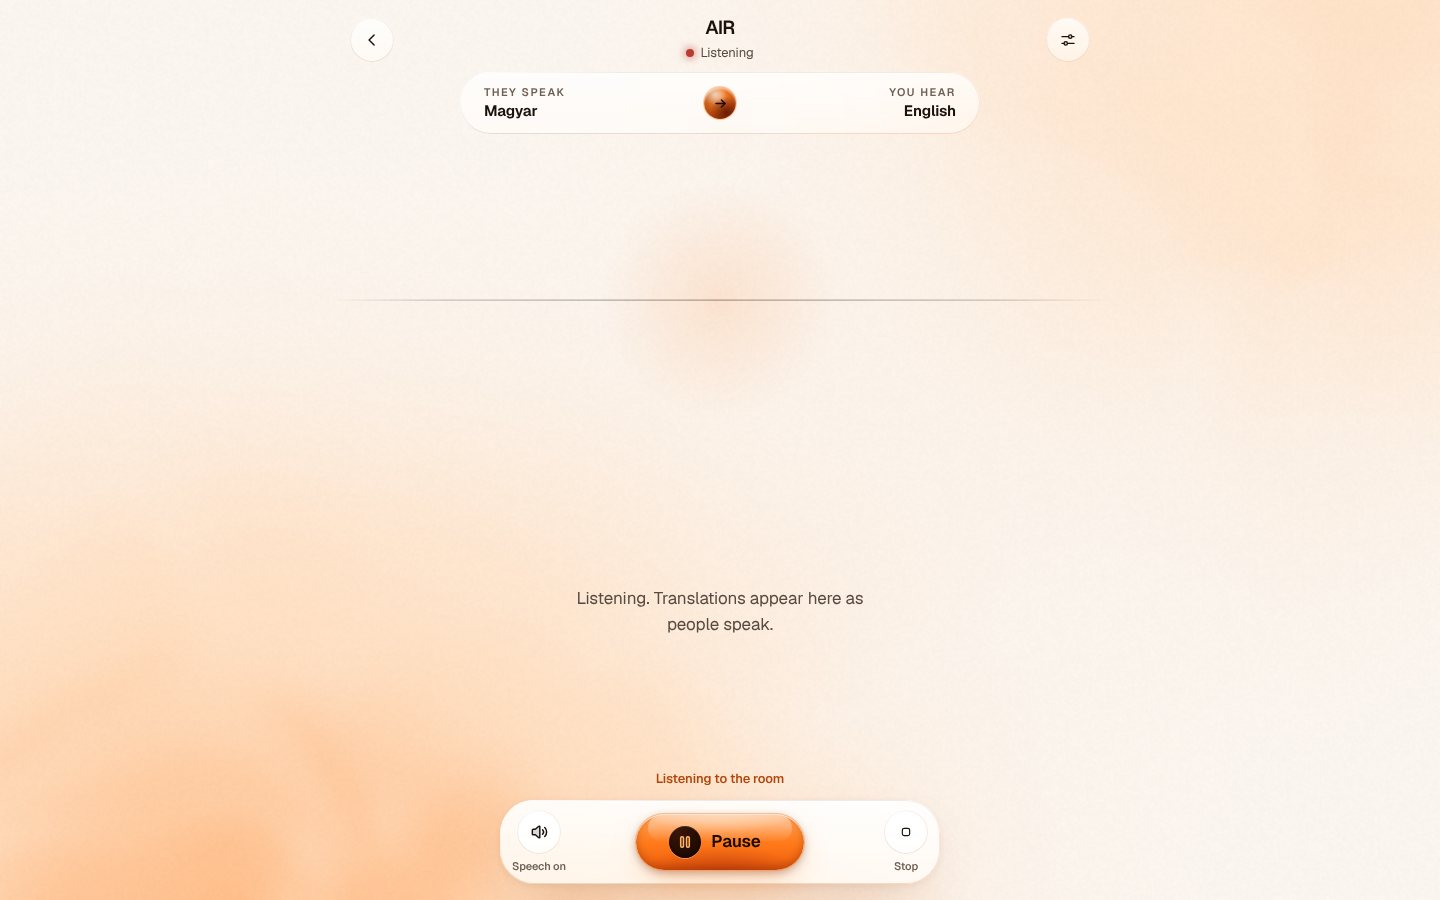 AIR
Listening
THEY SPEAK
Magyar
YOU HEAR
English
Listening. Translations appear here as
people speak.
Listening to the room
Speech on
Pause
Stop